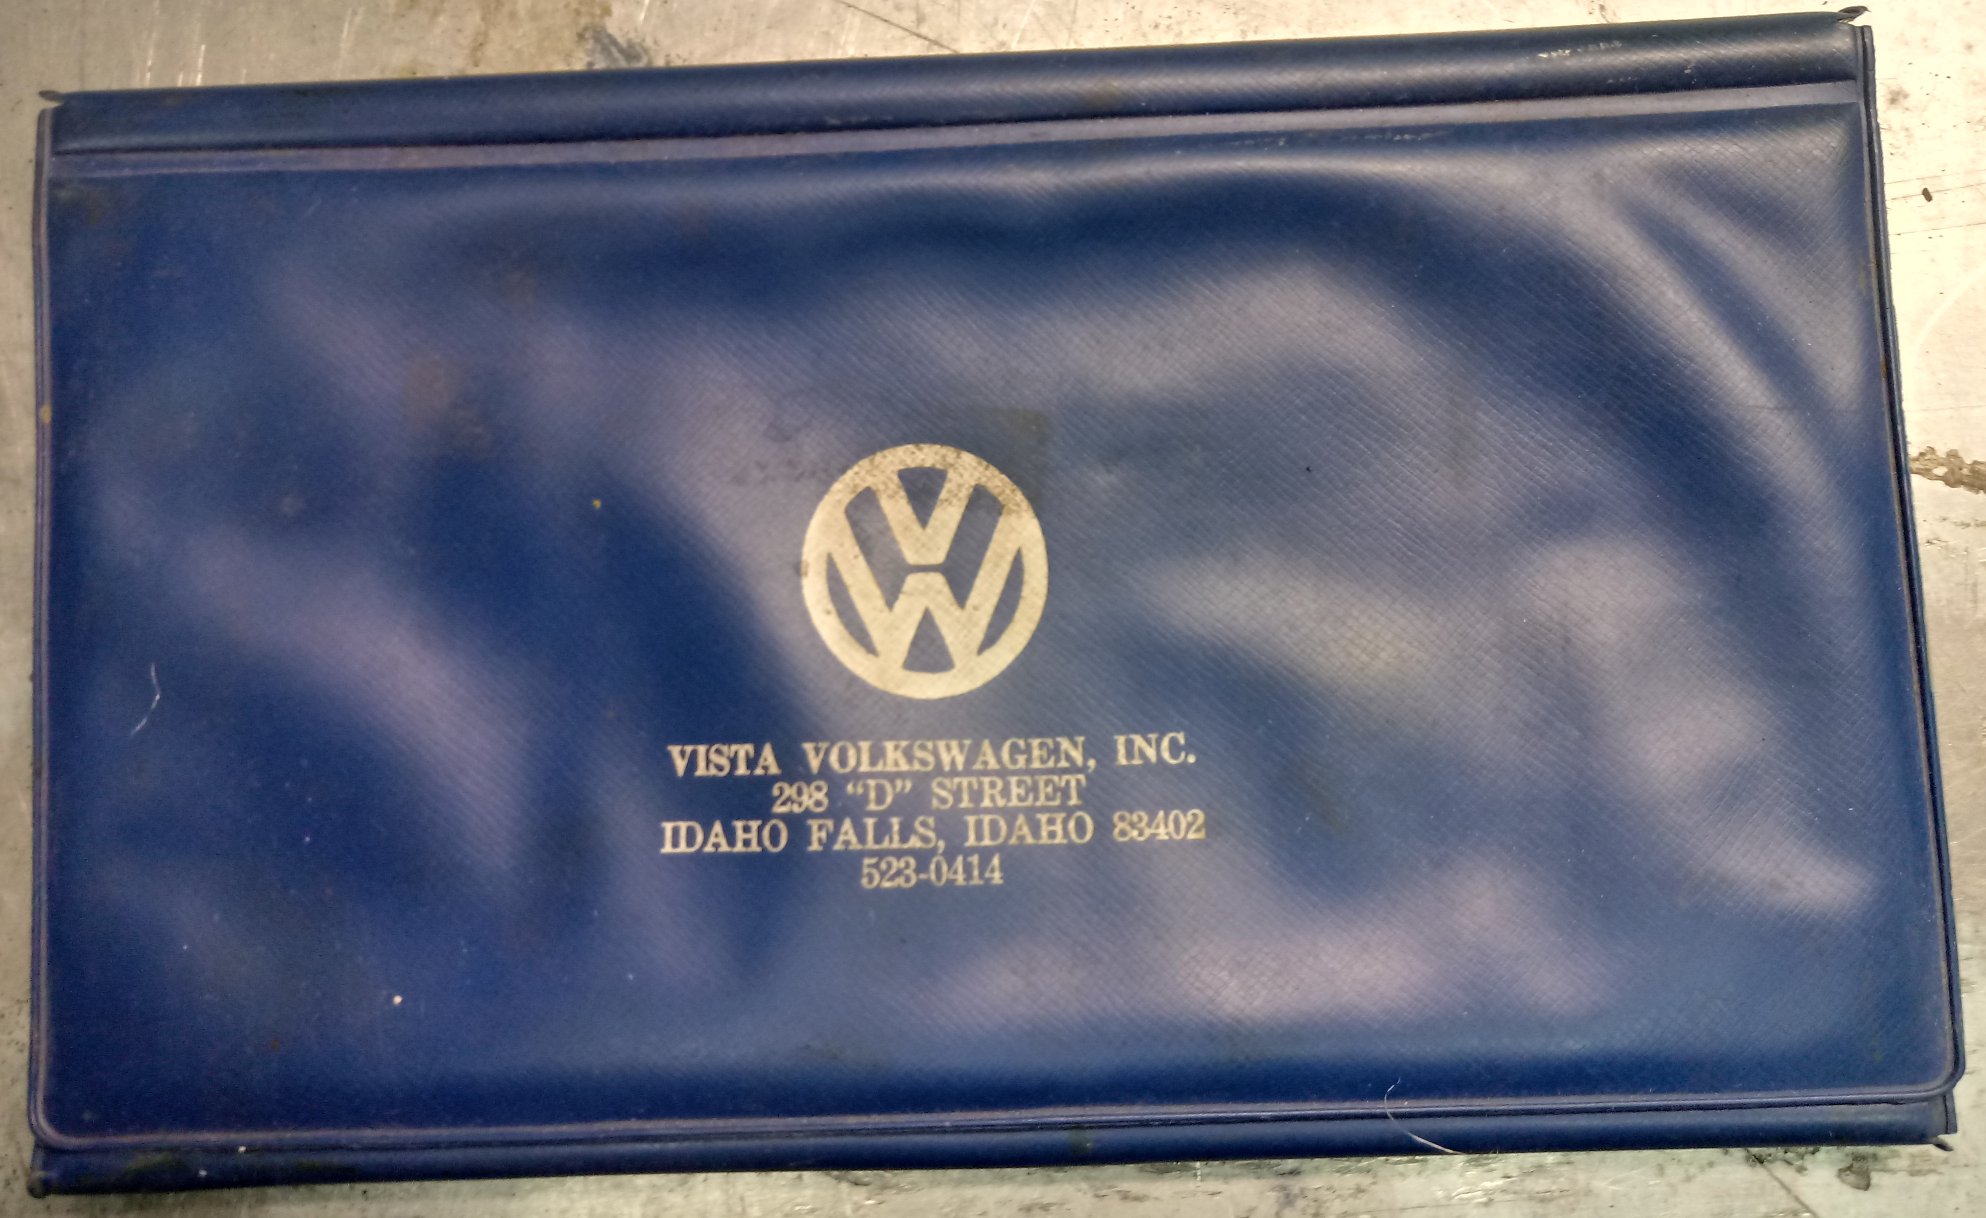 VISTA VOLKSWAGEN, INC.
298 “D” STREET
IDAHO FALLS, IDAHO 83402
523-0414